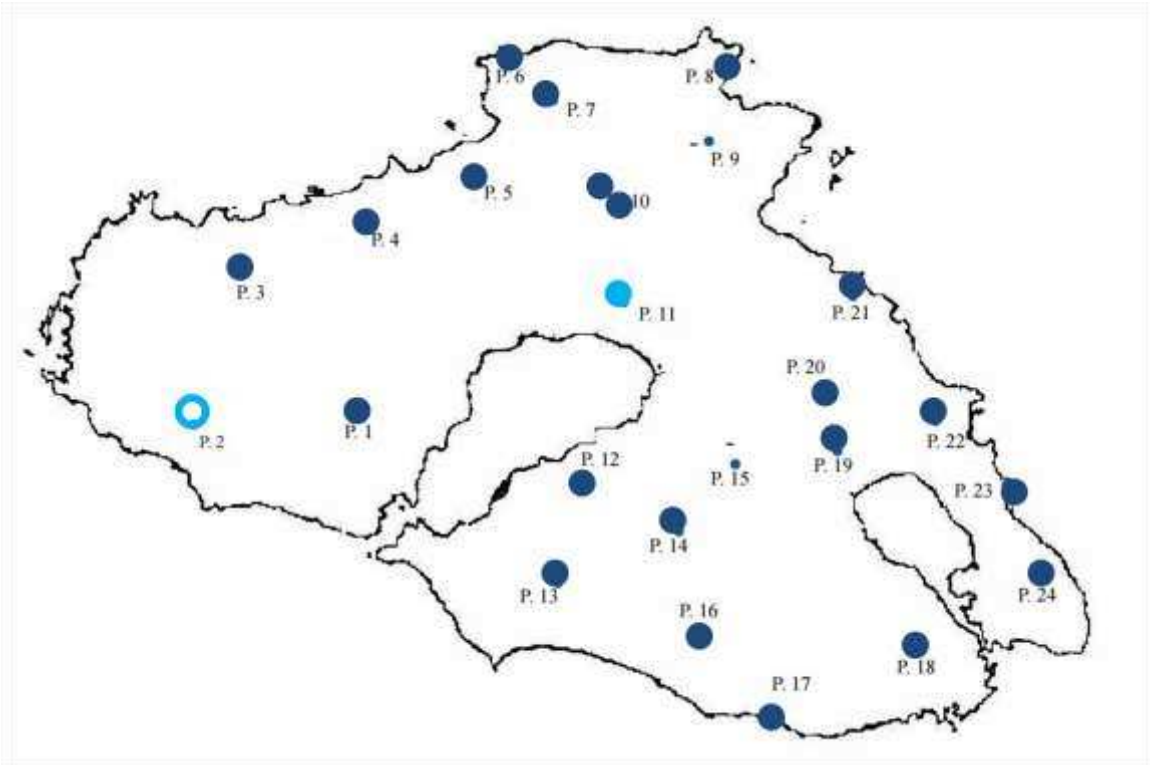 P. 6
P. 8
P. 7
P. 9
P. 5
10
P. 4
P. 3
P. 11
P. 21
P. 20
P. 2
P. 1
P. 22
P. 12
P. 19
P. 15
P. 23
P. 14
P. 13
P. 24
P. 16
P. 18
P. 17